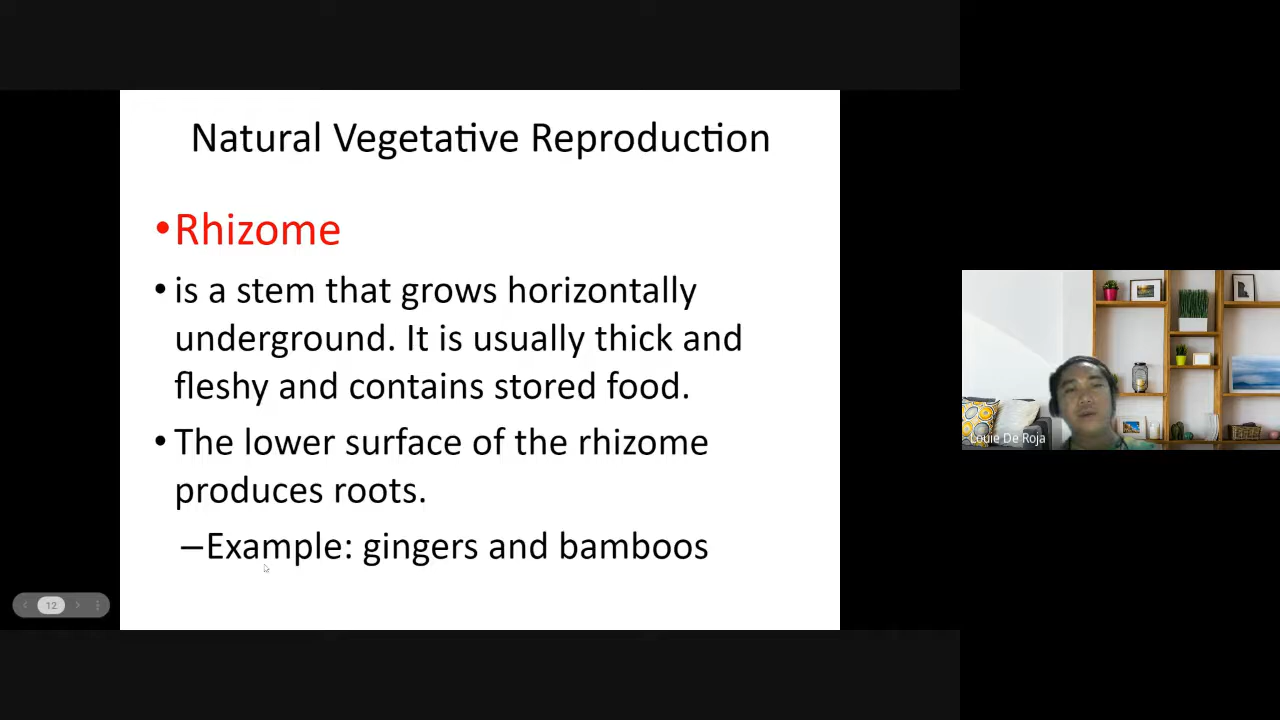 Natural Vegetative Reproduction
•Rhizome
• is a stem that grows horizontally
underground. It is usually thick and
fleshy and contains stored food.
• The lower surface of the rhizome
produces roots.
–Example: gingers and bamboos
12
Louie De Roja